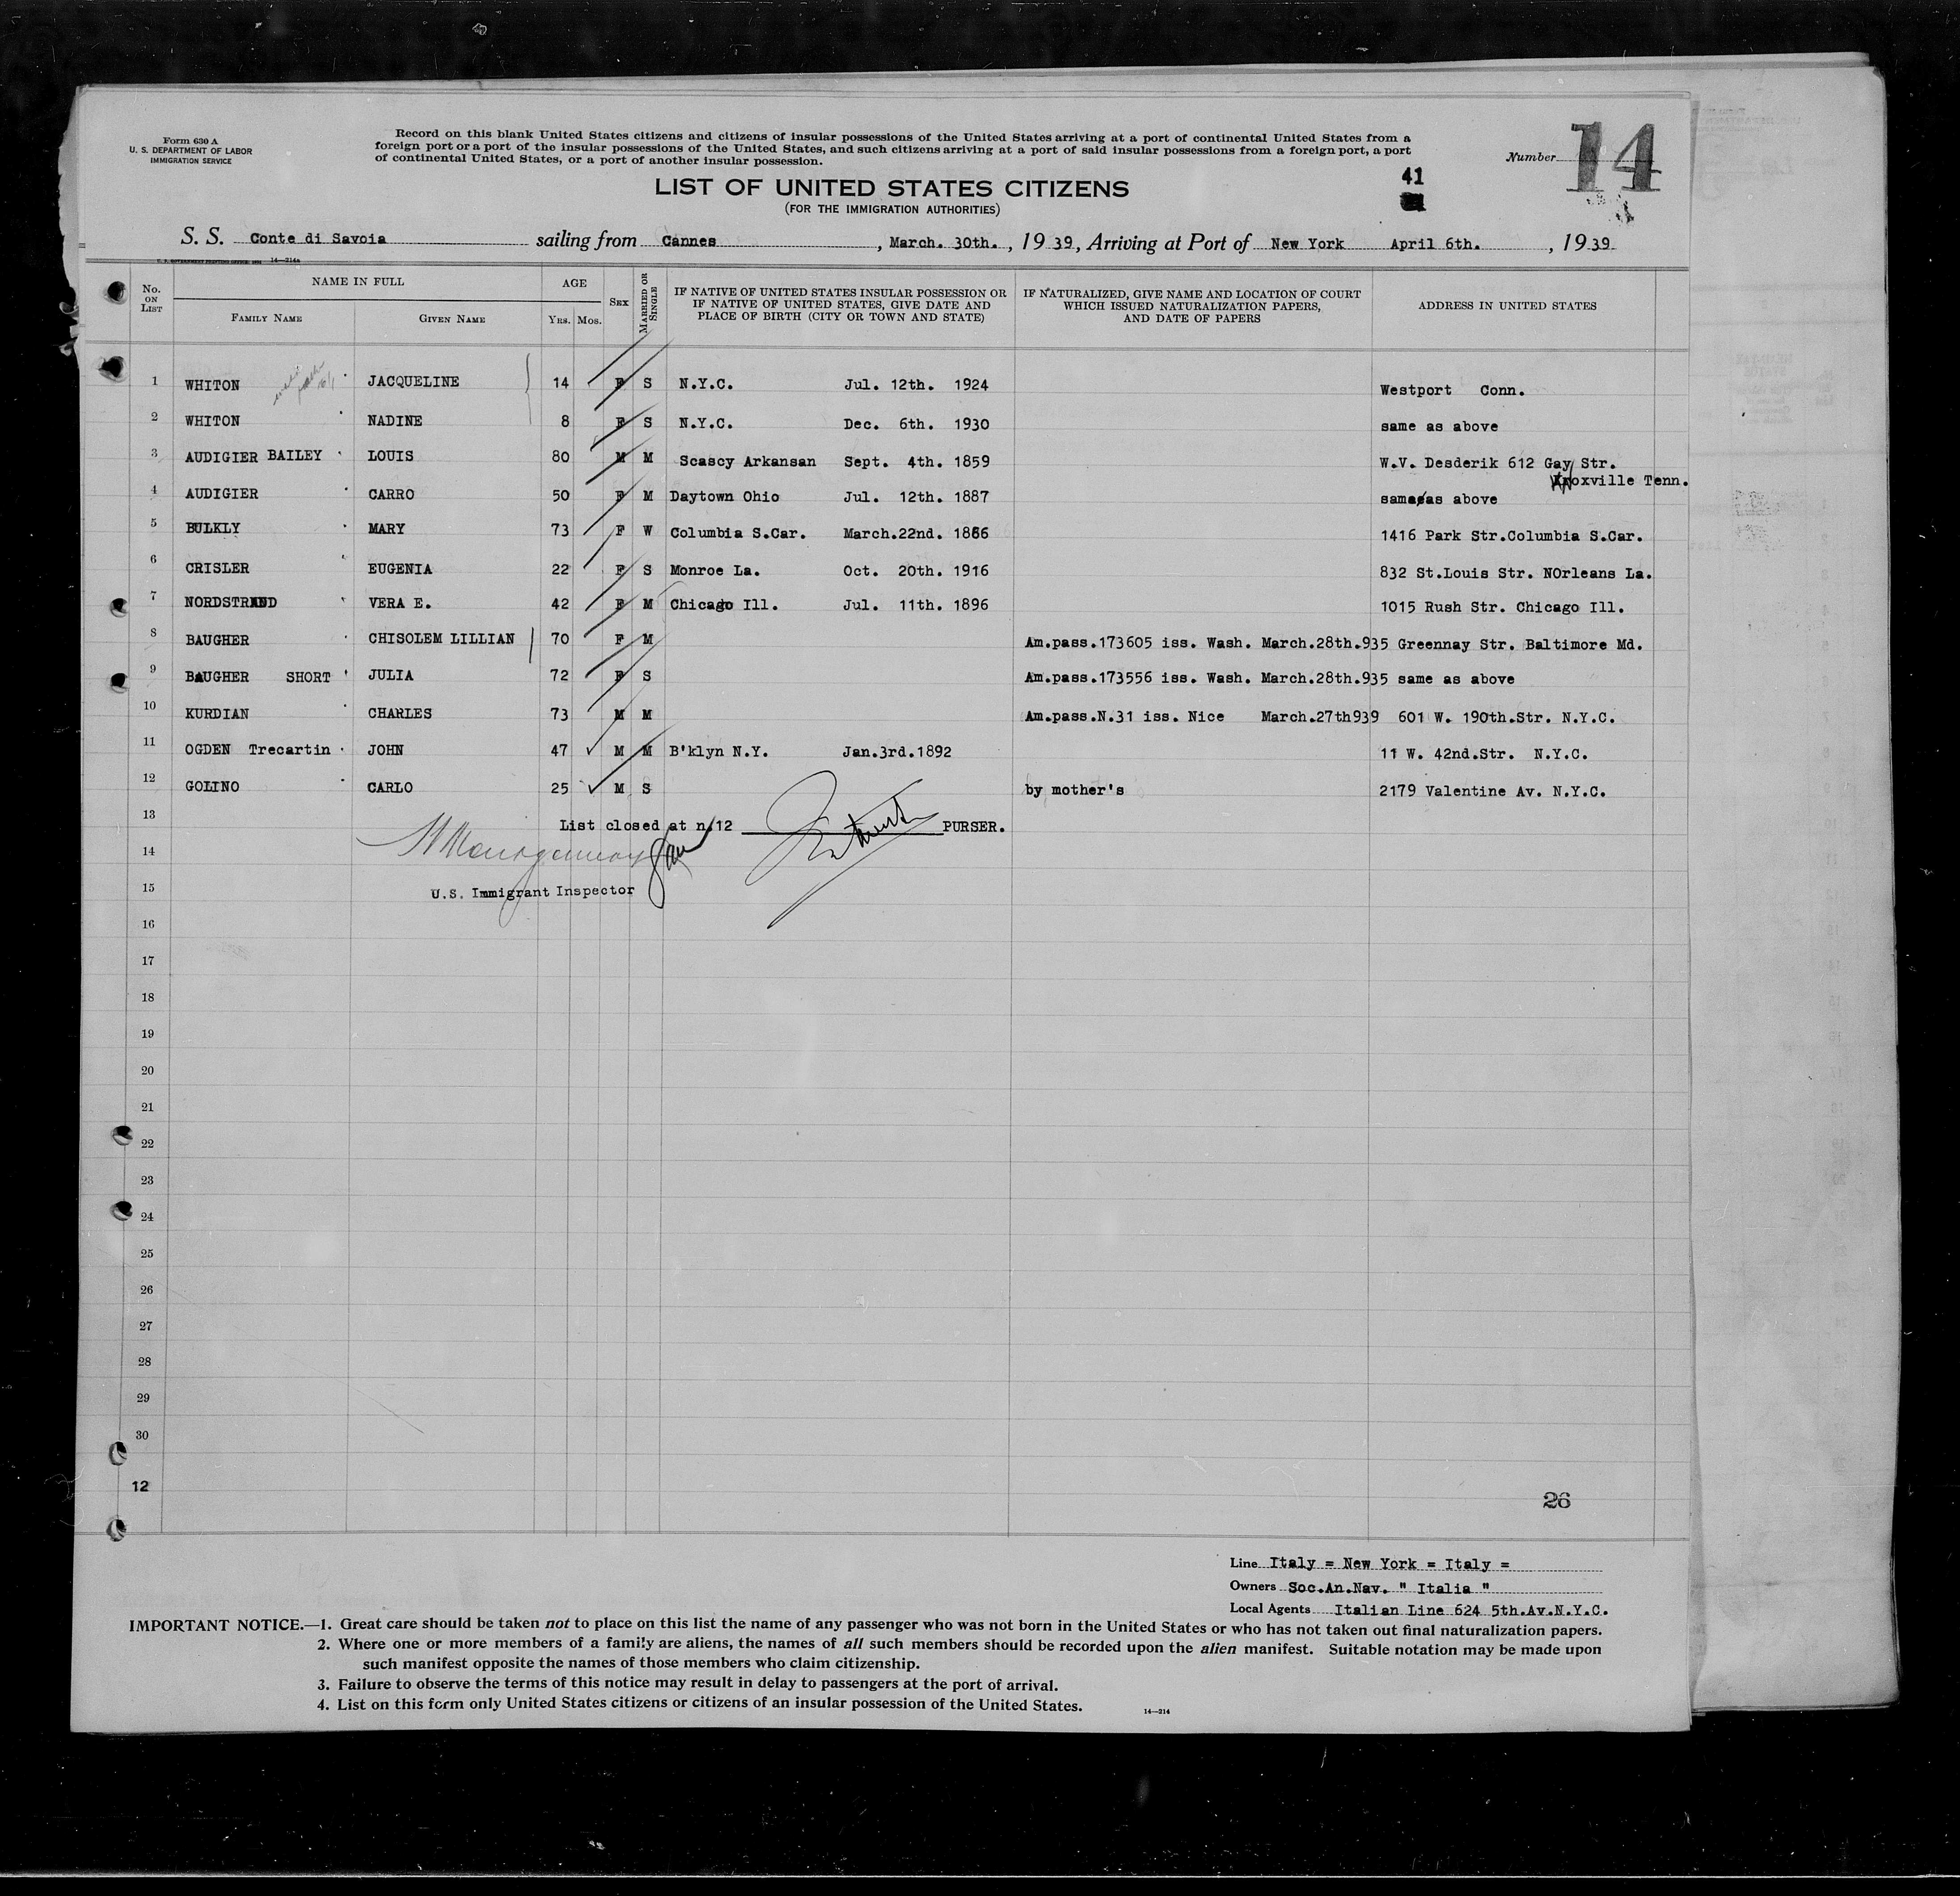 Form 630 A
U. S. DEPARTMENT OF LABOR
IMMIGRATION SERVICE
Record on this blank United States citizens and citizens of insular possessions of the United States arriving at a port of continental United States from a
foreign port or a port of the insular possessions of the United States, and such citizens arriving at a port of said insular possessions from a foreign port, a port
of continental United States, or a port of another insular possession.
Number 14
LIST OF UNITED STATES CITIZENS
(FOR THE IMMIGRATION AUTHORITIES)
41
S. S. Conte di Savoia sailing from Cannes, March. 30th., 19 39, Arriving at Port of New York April 6th., 19 39
14—214a
No. ON LIST
NAME IN FULL
FAMILY NAME GIVEN NAME
AGE
YRS. MOS.
SEX
MARRIED OR SINGLE
IF NATIVE OF UNITED STATES INSULAR POSSESSION OR
IF NATIVE OF UNITED STATES, GIVE DATE AND
PLACE OF BIRTH (CITY OR TOWN AND STATE)
IF NATURALIZED, GIVE NAME AND LOCATION OF COURT
WHICH ISSUED NATURALIZATION PAPERS,
AND DATE OF PAPERS
ADDRESS IN UNITED STATES
1 WHITON JACQUELINE 14 F S N.Y.C. Jul. 12th. 1924 Westport Conn.
2 WHITON NADINE 8 F S N.Y.C. Dec. 6th. 1930 same as above
3 AUDIGIER BAILEY LOUIS 80 M M Scascy Arkansan Sept. 4th. 1859 W.V. Desderik 612 Gay Str.
Knoxville Tenn.
4 AUDIGIER CARRO 50 F M Daytown Ohio Jul. 12th. 1887 same as above
5 BULKLY MARY 73 F W Columbia S.Car. March.22nd. 1866 1416 Park Str.Columbia S.Car.
6 CRISLER EUGENIA 22 F S Monroe La. Oct. 20th. 1916 832 St.Louis Str. NOrleans La.
7 NORDSTRAND VERA E. 42 F M Chicago Ill. Jul. 11th. 1896 1015 Rush Str. Chicago Ill.
8 BAUGHER CHISOLEM LILLIAN 70 F M Am.pass.173605 iss. Wash. March.28th.935 Greennay Str. Baltimore Md.
9 BAUGHER SHORT JULIA 72 F S Am.pass.173556 iss. Wash. March.28th.935 same as above
10 KURDIAN CHARLES 73 M M Am.pass.N.31 iss. Nice March.27th939 601 W. 190th.Str. N.Y.C.
11 OGDEN Trecartin JOHN 47 M M B'klyn N.Y. Jan.3rd.1892 11 W. 42nd.Str. N.Y.C.
12 GOLINO CARLO 25 M S by mother's 2179 Valentine Av. N.Y.C.
13 List closed at n.12 PURSER.
14
15 U.S. Immigrant Inspector
16
17
18
19
20
21
22
23
24
25
26
27
28
29
30
12
26
Line Italy = New York = Italy =
Owners Soc.An.Nav. " Italia "
Local Agents Italian Line 624 5th.Av.N.Y.C.
IMPORTANT NOTICE.—1. Great care should be taken not to place on this list the name of any passenger who was not born in the United States or who has not taken out final naturalization papers.
2. Where one or more members of a family are aliens, the names of all such members should be recorded upon the alien manifest. Suitable notation may be made upon
such manifest opposite the names of those members who claim citizenship.
3. Failure to observe the terms of this notice may result in delay to passengers at the port of arrival.
4. List on this form only United States citizens or citizens of an insular possession of the United States.
14—214